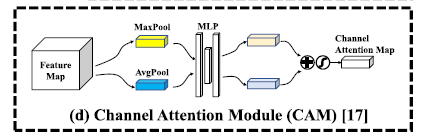 MaxPool
MLP
Channel
Attention Map
Feature
Map
AvgPool
(d) Channel Attention Module (CAM) [17]